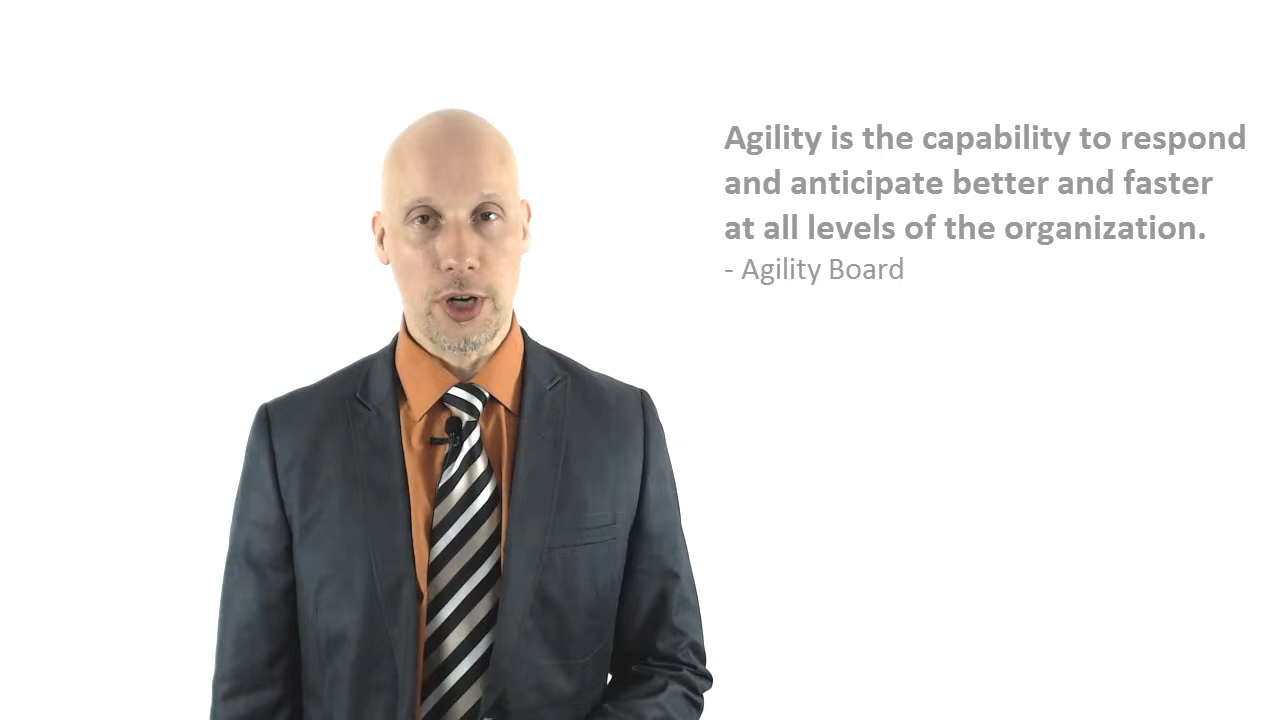 Agility is the capability to respond
and anticipate better and faster
at all levels of the organization.
- Agility Board